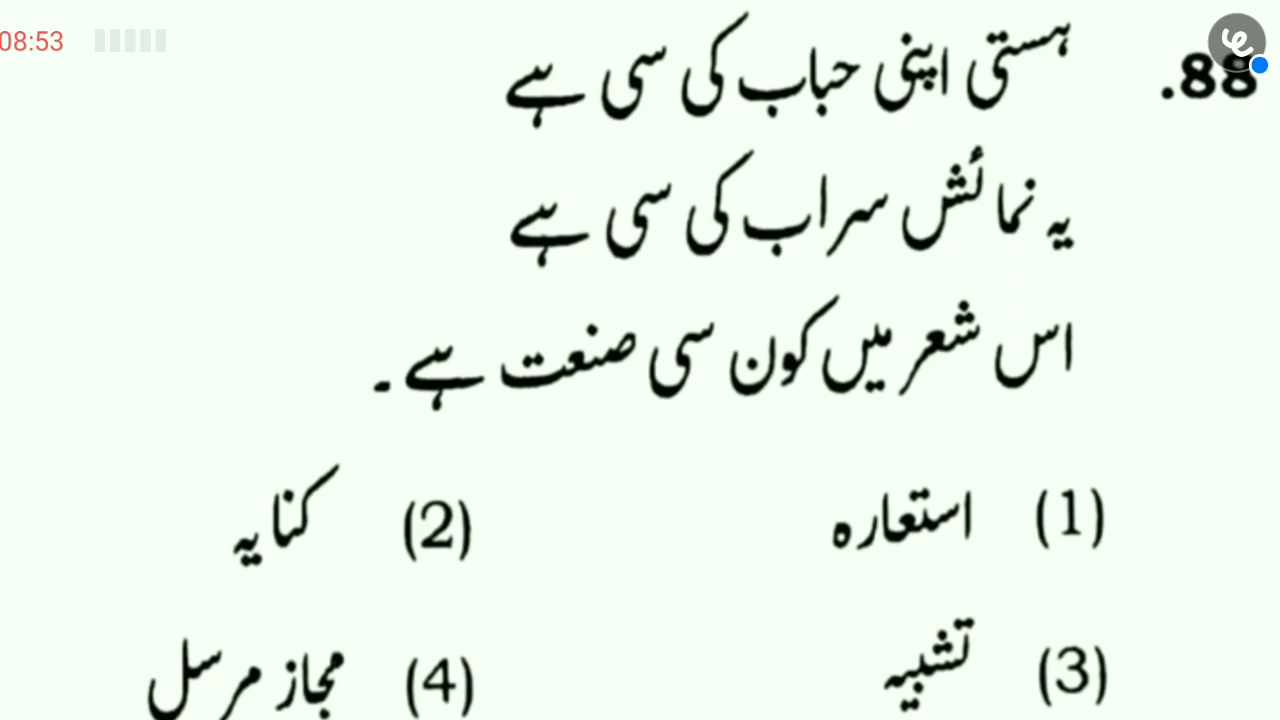 08:53
88. ہستی اپنی حباب کی سی ہے
یہ نمائش سراب کی سی ہے
اس شعر میں کون سی صنعت ہے ۔
(1) استعارہ (2) کنایہ
(3) تشبیہ (4) مجاز مرسل